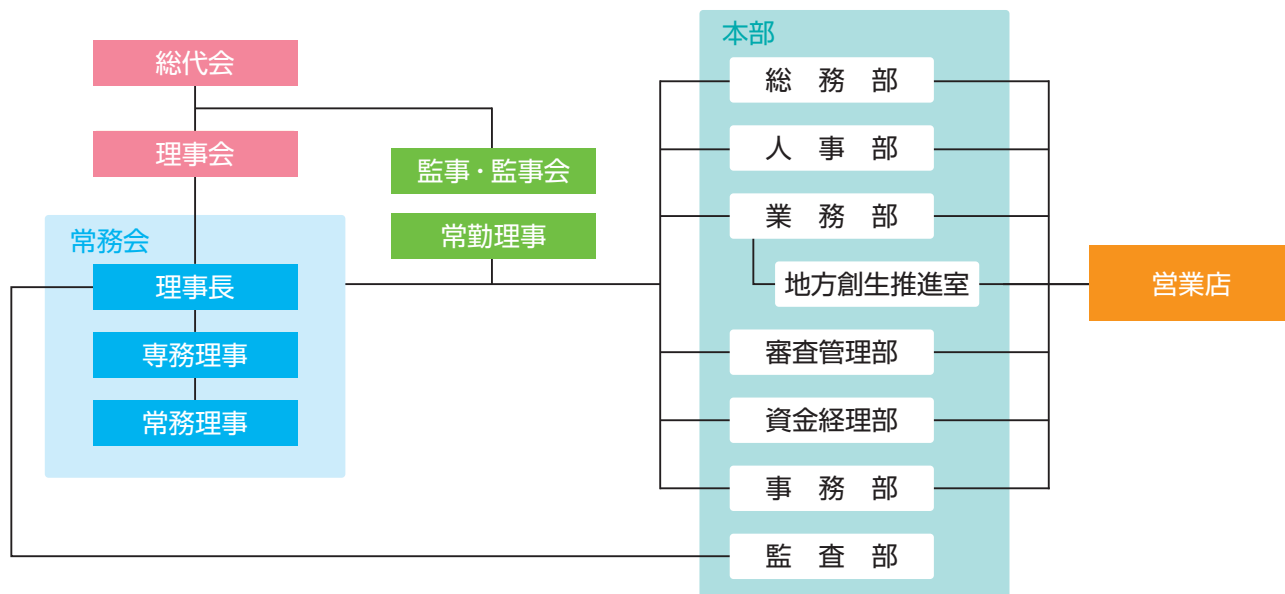 総代会
理事会
監事・監事会
常勤理事
常務会
理事長
専務理事
常務理事
本部
総　務　部
人　事　部
業　務　部
地方創生推進室
審査管理部
資金経理部
事　務　部
監　査　部
営業店